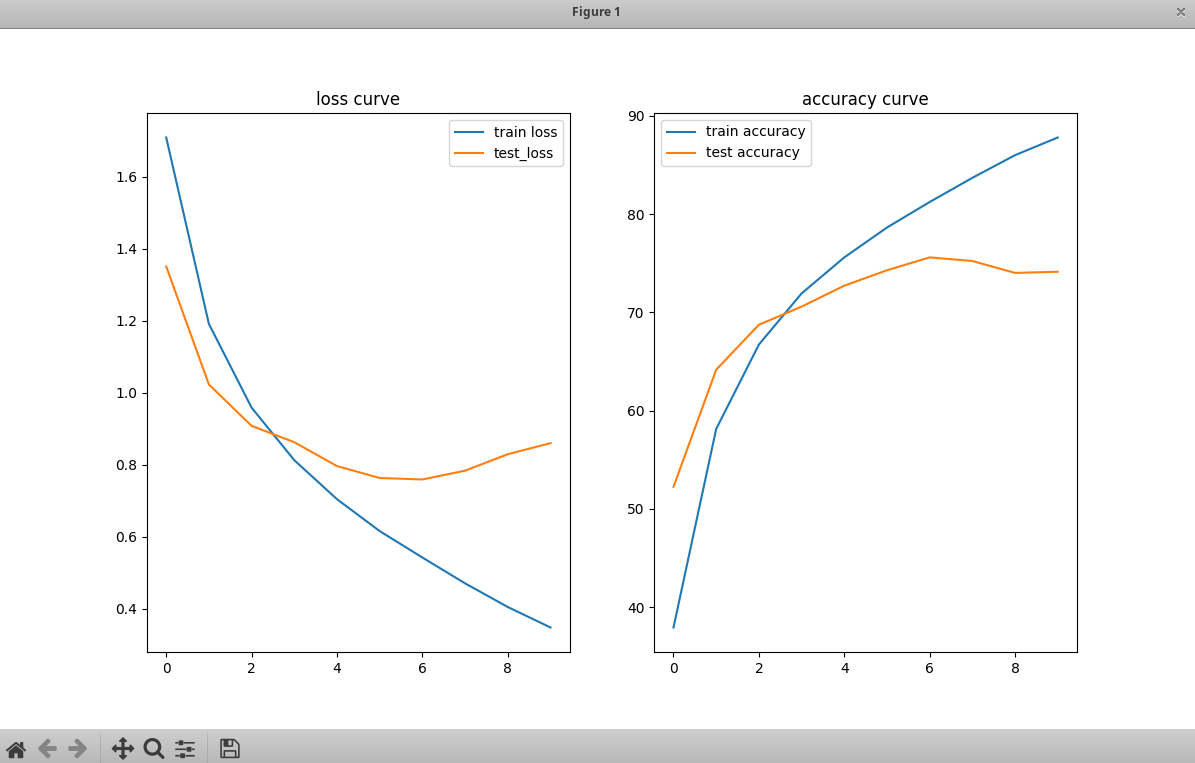 Figure 1
loss curve
train loss
test_loss
1.6
1.4
1.2
1.0
0.8
0.6
0.4
0 2 4 6 8
accuracy curve
train accuracy
test accuracy
90
80
70
60
50
40
0 2 4 6 8